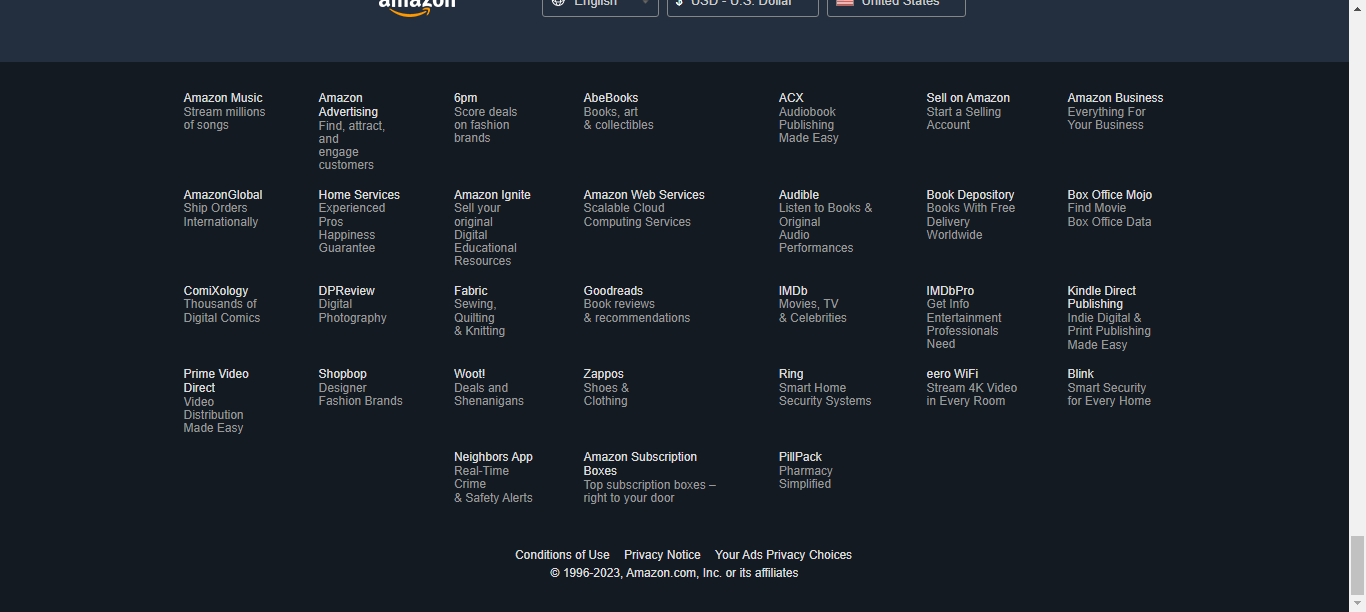 amazon
English
$ USD - U.S. Dollar
United States
Amazon Music
Stream millions
of songs
Amazon
Advertising
Find, attract,
and
engage
customers
6pm
Score deals
on fashion
brands
AbeBooks
Books, art
& collectibles
ACX
Audiobook
Publishing
Made Easy
Sell on Amazon
Start a Selling
Account
Amazon Business
Everything For
Your Business
AmazonGlobal
Ship Orders
Internationally
Home Services
Experienced
Pros
Happiness
Guarantee
Amazon Ignite
Sell your
original
Digital
Educational
Resources
Amazon Web Services
Scalable Cloud
Computing Services
Audible
Listen to Books &
Original
Audio
Performances
Book Depository
Books With Free
Delivery
Worldwide
Box Office Mojo
Find Movie
Box Office Data
ComiXology
Thousands of
Digital Comics
DPReview
Digital
Photography
Fabric
Sewing,
Quilting
& Knitting
Goodreads
Book reviews
& recommendations
IMDb
Movies, TV
& Celebrities
IMDbPro
Get Info
Entertainment
Professionals
Need
Kindle Direct
Publishing
Indie Digital &
Print Publishing
Made Easy
Prime Video
Direct
Video
Distribution
Made Easy
Shopbop
Designer
Fashion Brands
Woot!
Deals and
Shenanigans
Zappos
Shoes &
Clothing
Ring
Smart Home
Security Systems
eero WiFi
Stream 4K Video
in Every Room
Blink
Smart Security
for Every Home
Neighbors App
Real-Time
Crime
& Safety Alerts
Amazon Subscription
Boxes
Top subscription boxes –
right to your door
PillPack
Pharmacy
Simplified
Conditions of Use Privacy Notice Your Ads Privacy Choices
© 1996-2023, Amazon.com, Inc. or its affiliates